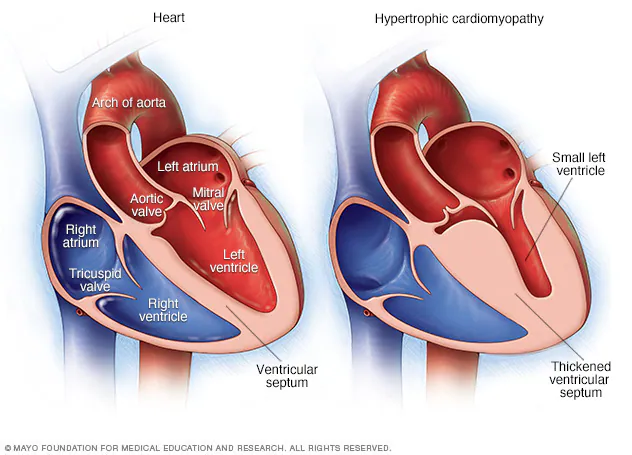 Heart
Hypertrophic cardiomyopathy
Arch of aorta
Left atrium
Aortic
valve
Mitral
valve
Right
atrium
Left
ventricle
Tricuspid
valve
Right
ventricle
Ventricular
septum
Small left
ventricle
Thickened
ventricular
septum
© MAYO FOUNDATION FOR MEDICAL EDUCATION AND RESEARCH. ALL RIGHTS RESERVED.